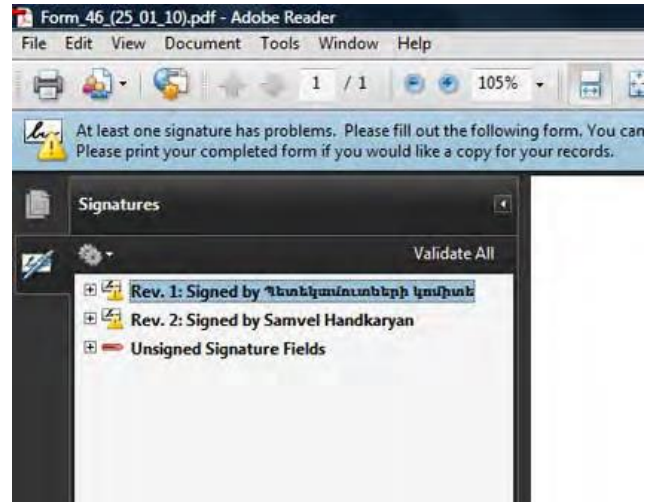 Form_46_(25_01_10).pdf - Adobe Reader
File Edit View Document Tools Window Help
1 / 1 105%
At least one signature has problems. Please fill out the following form. You can
Please print your completed form if you would like a copy for your records.
Signatures
Validate All
Rev. 1: Signed by Պետեկամուտների կոմիտե
Rev. 2: Signed by Samvel Handkaryan
Unsigned Signature Fields